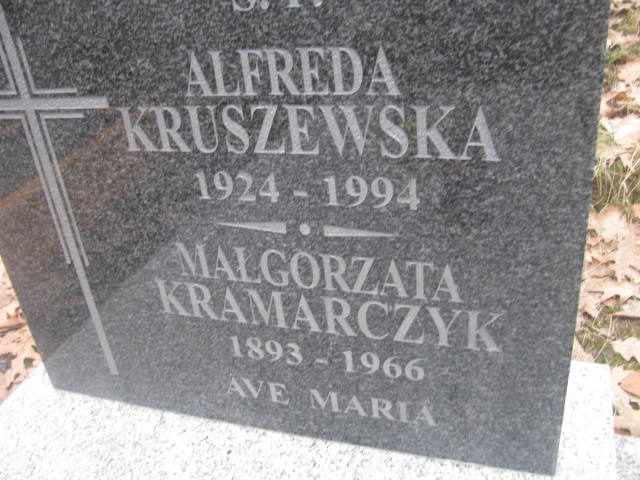 Ś. P.
ALFREDA
KRUSZEWSKA
1924 - 1994
MAŁGORZATA
KRAMARCZYK
1893 - 1966
AVE MARIA